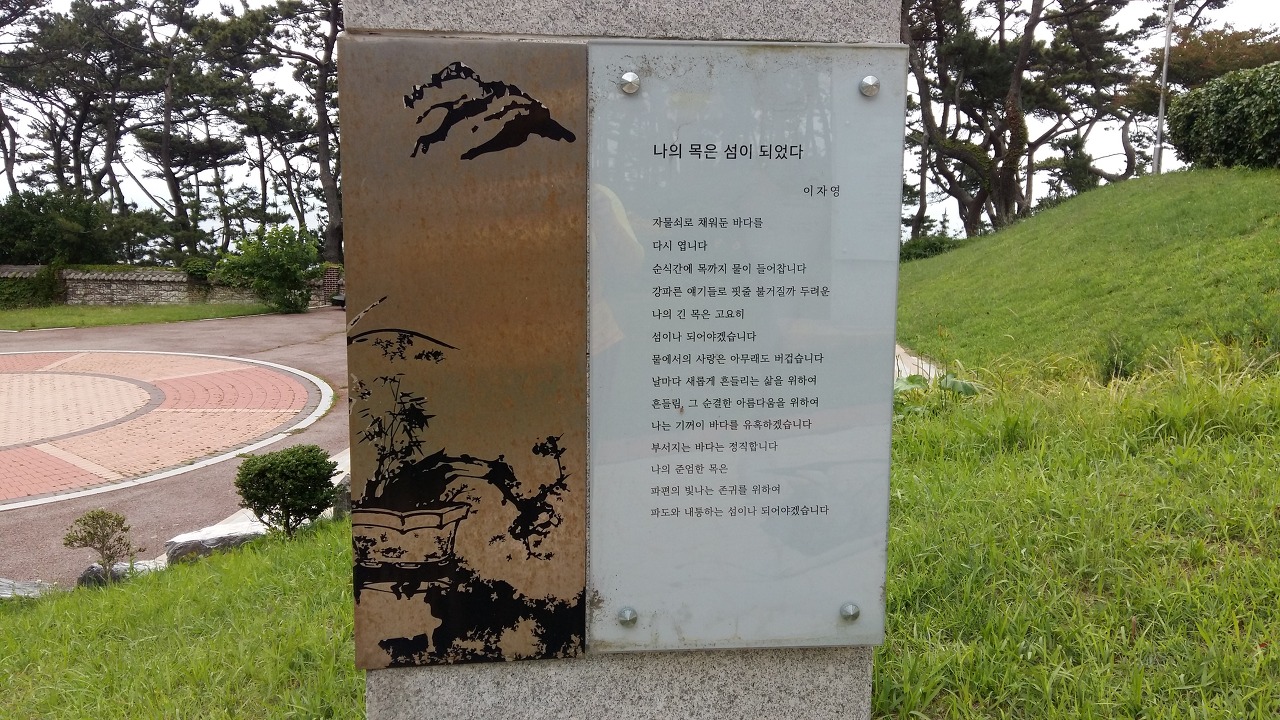 나의 목은 섬이 되었다
이자영
자물쇠로 채워둔 바다를
다시 엽니다
순식간에 목까지 물이 들어찹니다
강파른 얘기들로 핏줄 불거질까 두려운
나의 긴 목은 고요히
섬이나 되어야겠습니다
뭍에서의 사랑은 아무래도 버겁습니다
날마다 새롭게 흔들리는 삶을 위하여
흔들림, 그 순결한 아름다움을 위하여
나는 기꺼이 바다를 유혹하겠습니다
부서지는 바다는 정직합니다
나의 준엄한 목은
파편의 빛나는 존귀를 위하여
파도와 내통하는 섬이나 되어야겠습니다